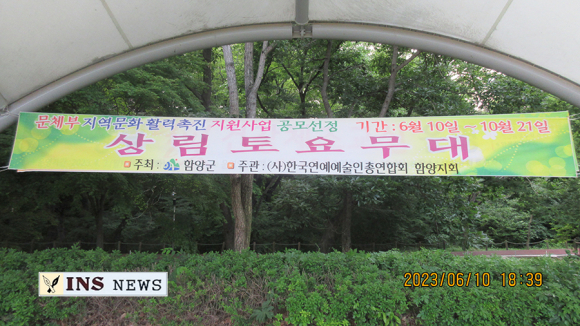 문체부 지역문화 활력촉진 지원사업 공모선정 기간 : 6월 10일 ~ 10월 21일
상림토요무대
주최 : 함양군 주관 : (사)한국연예예술인총연합회 함양지회
INS NEWS
2023/06/10 18:39